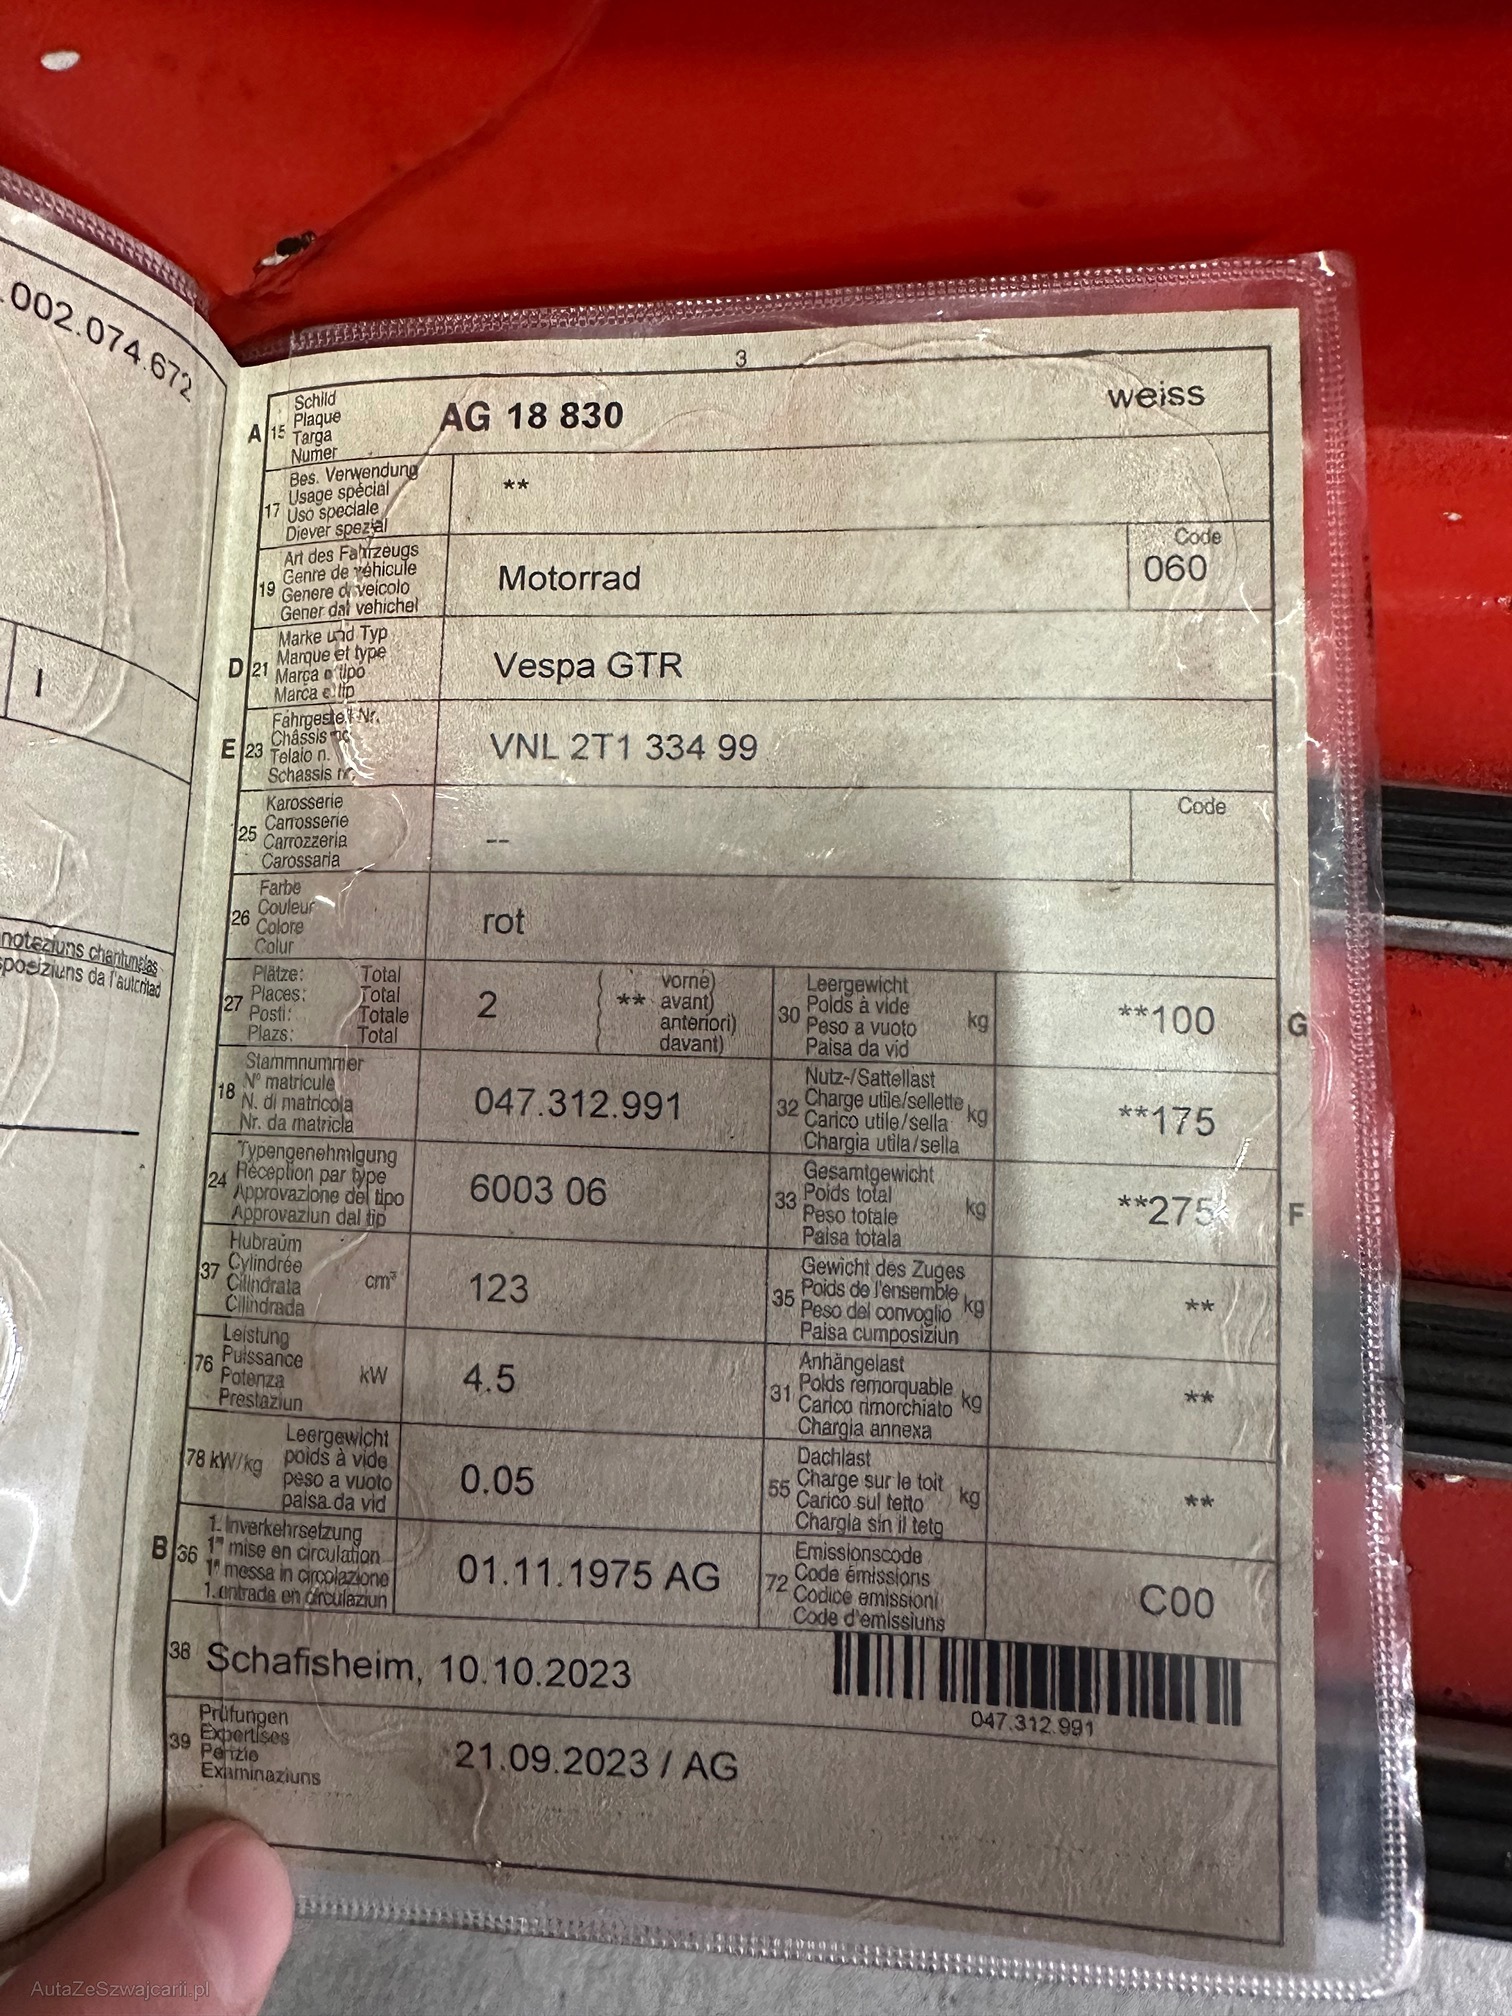 .002.074.672
I
notaziuns chantunalas
sposiziuns da l'autoritad
3
A 15 Schild
Plaque
Targa
Numer
AG 18 830
weiss
17 Bes. Verwendung
Usage spécial
Uso speciale
Diever spezial
**
19 Art des Fahrzeugs
Genre de véhicule
Genere di veicolo
Gener dal vehichel
Motorrad
Code
060
D 21 Marke und Typ
Marque et type
Marca e tipo
Marca e tip
Vespa GTR
E 23 Fahrgestell Nr.
Châssis no
Telaio n.
Schassis nr.
VNL 2T1 334 99
25 Karosserie
Carrosserie
Carrozzeria
Carossaria
--
Code
26 Farbe
Couleur
Colore
Colur
rot
27 Plätze: Total
Places: Total
Posti: Totale
Plazs: Total
2
( vorne)
** avant)
anteriori)
( davant)
30 Leergewicht
Poids à vide
Peso a vuoto
Paisa da vid
kg
**100
G
18 Stammnummer
N° matricule
N. di matricola
Nr. da matricla
047.312.991
32 Nutz-/Sattellast
Charge utile/sellette
Carico utile/sella
Chargia utila/sella
kg
**175
24 Typengenehmigung
Réception par type
Approvazione del tipo
Approvaziun dal tip
6003 06
33 Gesamtgewicht
Poids total
Peso totale
Paisa totala
kg
**275
F
37 Hubraum
Cylindrée
Cilindrata
Cilindrada
cm³
123
35 Gewicht des Zuges
Poids de l'ensemble
Peso del convoglio
Paisa cumposiziun
kg
**
76 Leistung
Puissance
Potenza
Prestaziun
kW
4.5
31 Anhängelast
Poids remorquable
Carico rimorchiato
Chargia annexa
kg
**
78 kW/kg Leergewicht
poids à vide
peso a vuoto
paisa da vid
0.05
55 Dachlast
Charge sur le toit
Carico sul tetto
Chargia sin il tetg
kg
**
B 36 1. Inverkehrsetzung
1re mise en circulation
1a messa in circolazione
1. entrada en circulaziun
01.11.1975 AG
72 Emissionscode
Code émissions
Codice emissioni
Code d'emissiuns
C00
38 Schafisheim, 10.10.2023
047.312.991
39 Prüfungen
Expertises
Perizie
Examinaziuns
21.09.2023 / AG
AutaZeSzwajcarii.pl